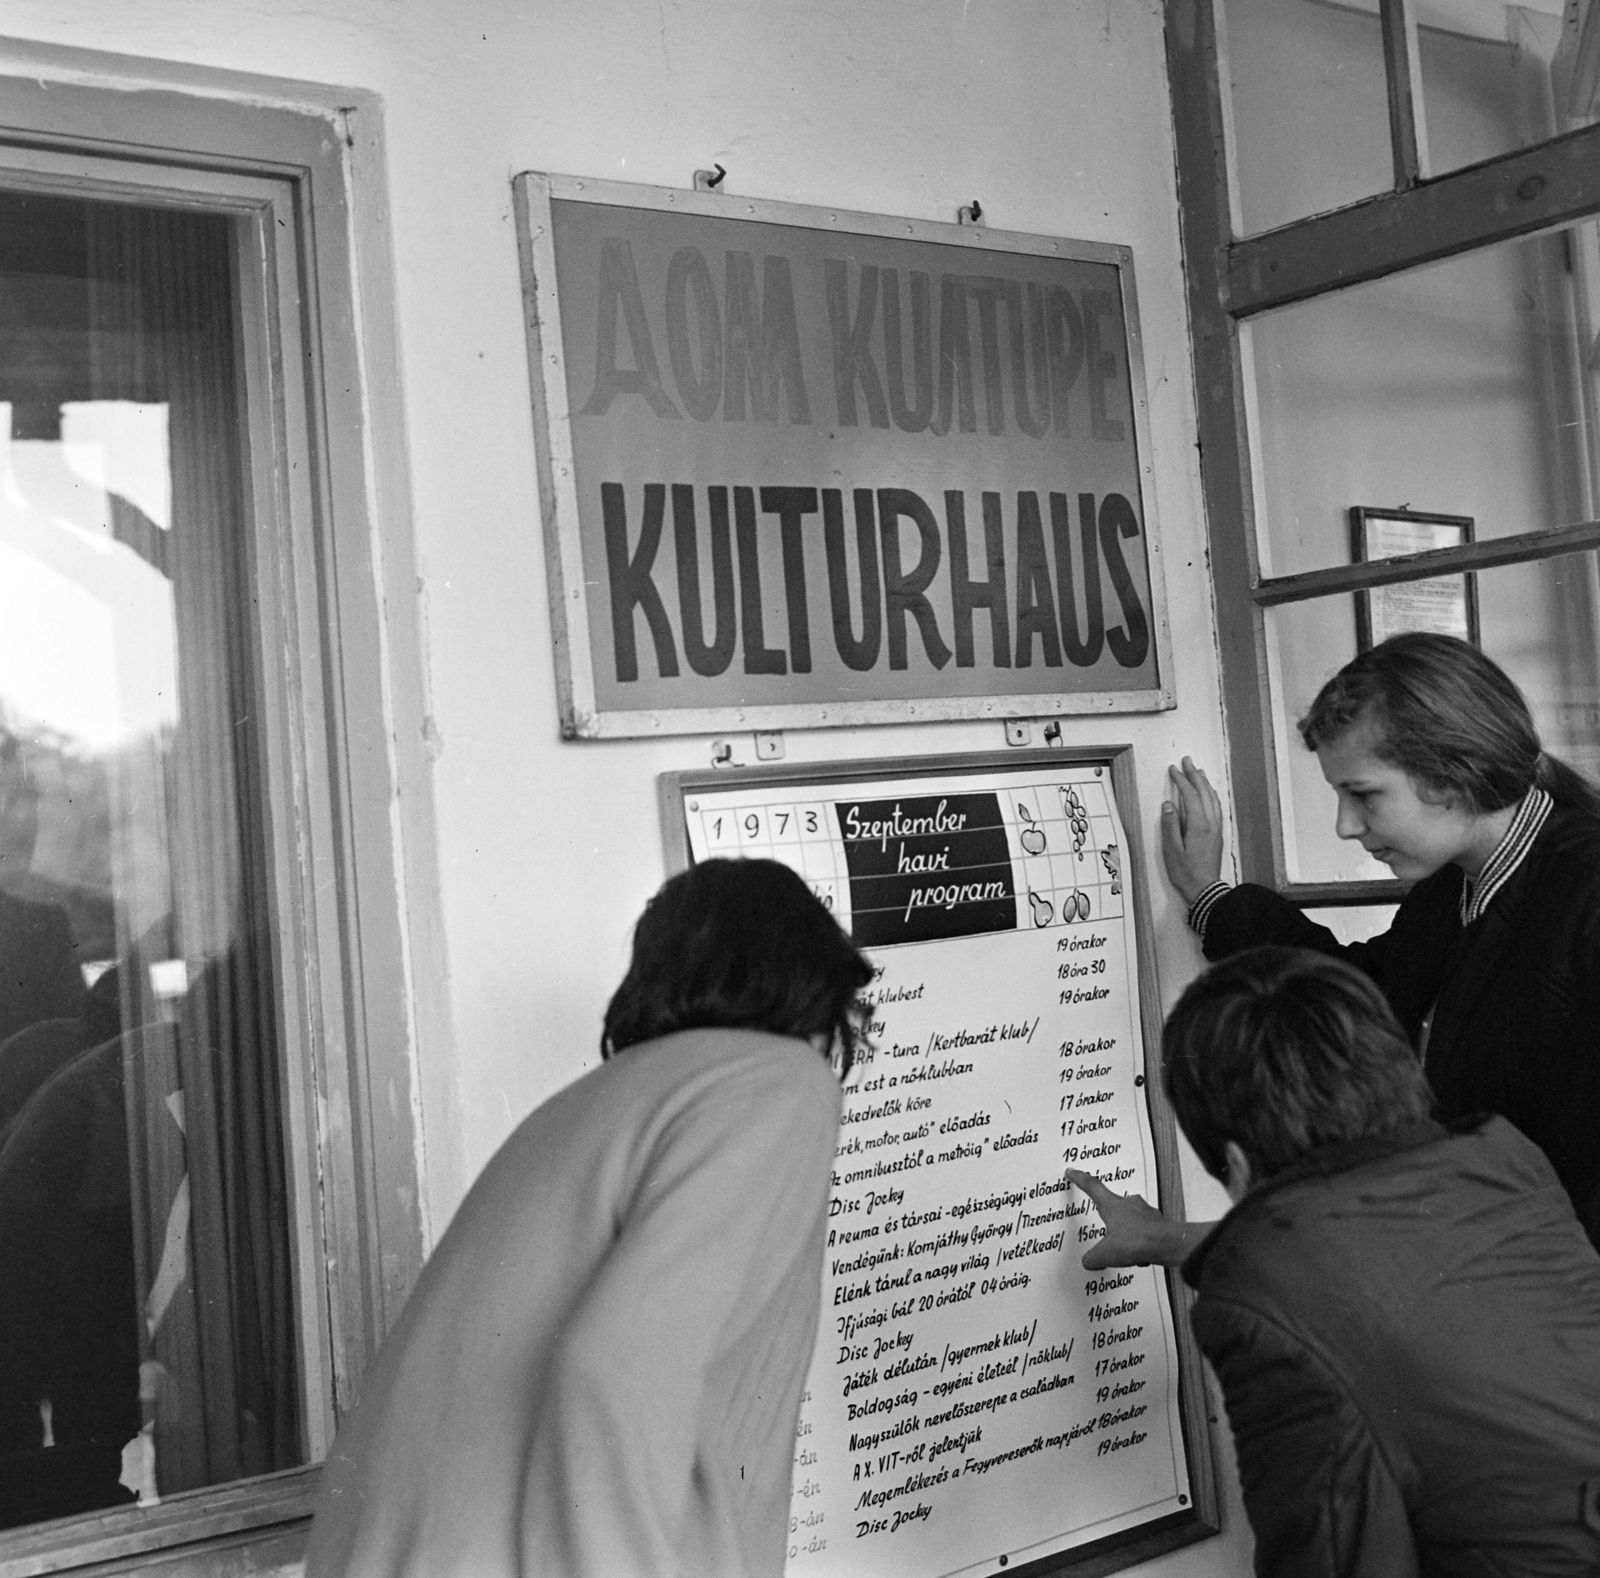 ДОМ КУЛТУРЕ
KULTURHAUS
1973
Szeptember
havi
program
19 órakor
18 óra 30
klubest 19 órakor
-tura /Kertbarát klub/
est a nőklubban 18 órakor
kedvelők köre 19 órakor
motor, autó" előadás 17 órakor
Az omnibusztól a metróig" előadás 17 órakor
Disc Jockey 19 órakor
A reuma és társai - egészségügyi előadás
Vendégünk: Komjáthy György /Tizenévesklub/
Elénk tárul a nagy világ /vetélkedő/
Ifjúsági bál 20 órától 04 óráig.
Disc Jockey 19 órakor
Játék délután /gyermek klub/ 14 órakor
Boldogság - egyéni életcél /nőklub/ 18 órakor
Nagyszülők nevelőszerepe a családban 17 órakor
A X. VIT-ről jelentjük 19 órakor
Megemlékezés a Fegyvereserők napjáról 18 órakor
Disc Jockey 19 órakor